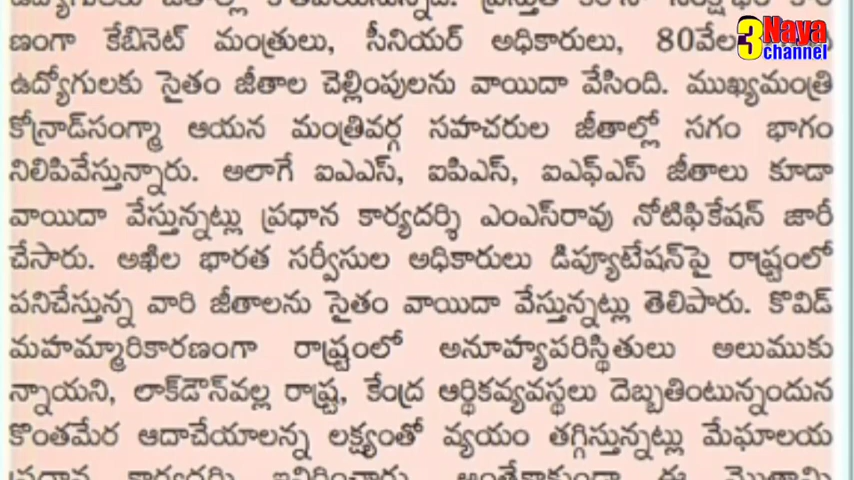 ణంగా కేబినెట్ మంత్రులు, సీనియర్ అధికారులు, 80వేల
3 Naya channel
ఉద్యోగులకు సైతం జీతాల చెల్లింపులను వాయిదా వేసింది. ముఖ్యమంత్రి
కోన్రాడ్‌సంగ్మా ఆయన మంత్రివర్గ సహచరుల జీతాల్లో సగం భాగం
నిలిపివేస్తున్నారు. అలాగే ఐఎఎస్, ఐపిఎస్, ఐఎఫ్ఎస్ జీతాలు కూడా
వాయిదా వేస్తున్నట్లు ప్రధాన కార్యదర్శి ఎంఎస్‌రావు నోటిఫికేషన్ జారీ
చేసారు. అఖిల భారత సర్వీసుల అధికారులు డిప్యూటేషన్‌పై రాష్ట్రంలో
పనిచేస్తున్న వారి జీతాలను సైతం వాయిదా వేస్తున్నట్లు తెలిపారు. కొవిడ్
మహమ్మారికారణంగా రాష్ట్రంలో అనూహ్యపరిస్థితులు అలుముకు
న్నాయని, లాక్‌డౌన్‌వల్ల రాష్ట్ర, కేంద్ర ఆర్థికవ్యవస్థలు దెబ్బతింటున్నందున
కొంతమేర ఆదాచేయాలన్న లక్ష్యంతో వ్యయం తగ్గిస్తున్నట్లు మేఘాలయ